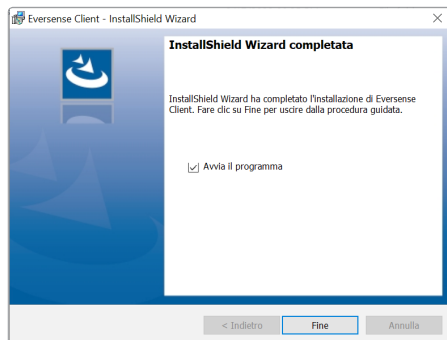 Eversense Client - InstallShield Wizard
InstallShield Wizard completata
InstallShield Wizard ha completato l'installazione di Eversense
Client. Fare clic su Fine per uscire dalla procedura guidata.
Avvia il programma
< Indietro
Fine
Annulla